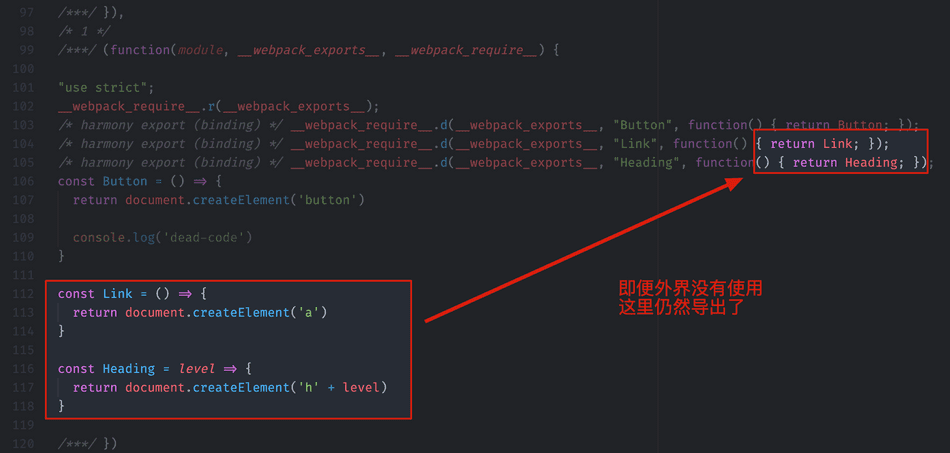 97 /***/ }),
98 /* 1 */
99 /***/ (function(module, __webpack_exports__, __webpack_require__) {
100
101 "use strict";
102 __webpack_require__.r(__webpack_exports__);
103 /* harmony export (binding) */ __webpack_require__.d(__webpack_exports__, "Button", function() { return Button; });
104 /* harmony export (binding) */ __webpack_require__.d(__webpack_exports__, "Link", function() { return Link; });
105 /* harmony export (binding) */ __webpack_require__.d(__webpack_exports__, "Heading", function() { return Heading; });
106 const Button = () => {
107   return document.createElement('button')
108
109   console.log('dead-code')
110 }
111
112 const Link = () => {
113   return document.createElement('a')
114 }
115
116 const Heading = level => {
117   return document.createElement('h' + level)
118 }
119
120 /***/ })
即便外界没有使用
这里仍然导出了